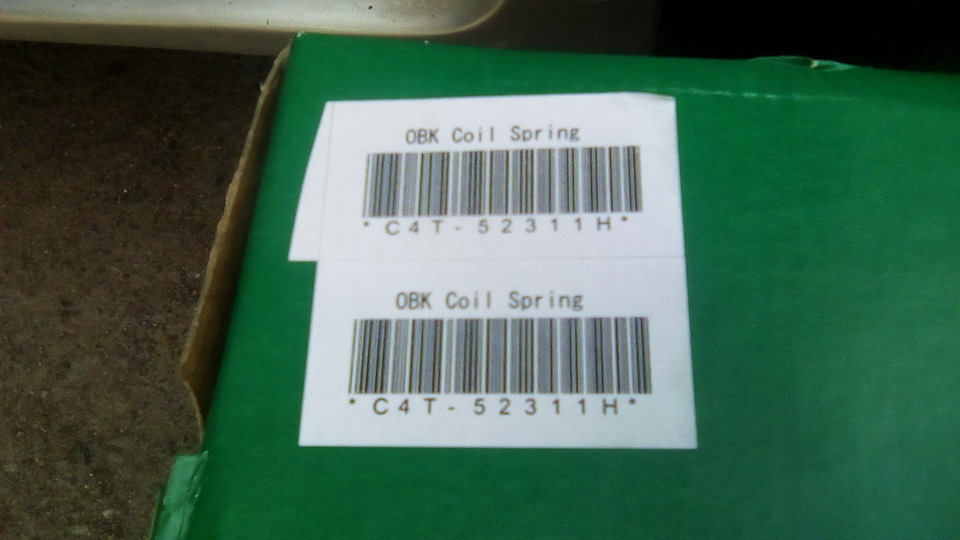 OBK Coil Spring
*C4T-52311H*
OBK Coil Spring
*C4T-52311H*